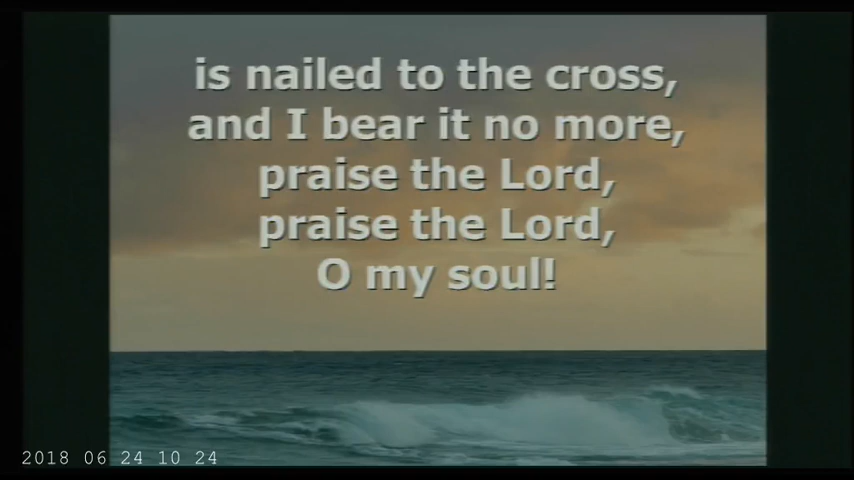 is nailed to the cross,
and I bear it no more,
praise the Lord,
praise the Lord,
O my soul!
2018 06 24 10 24